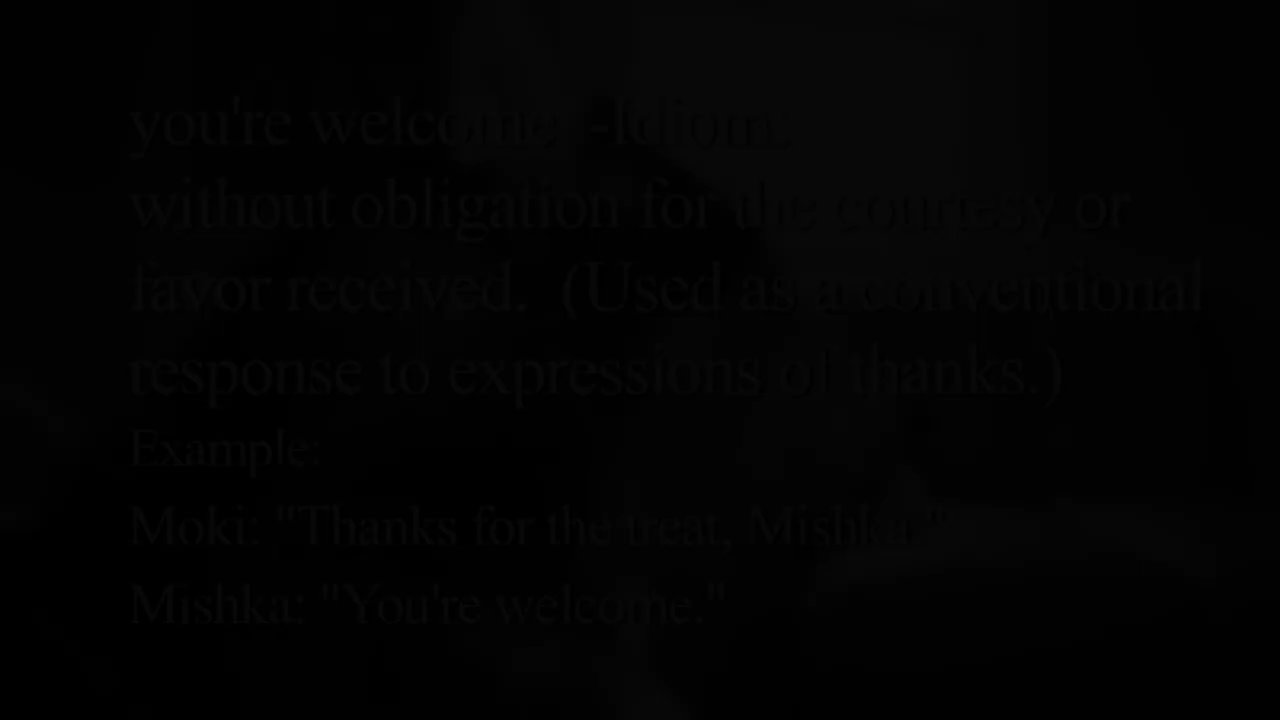 you're welcome -Idiom:
without obligation for the courtesy or
favor received. (Used as a conventional
response to expressions of thanks.)
Example:
Moki: "Thanks for the treat, Mishka."
Mishka: "You're welcome."